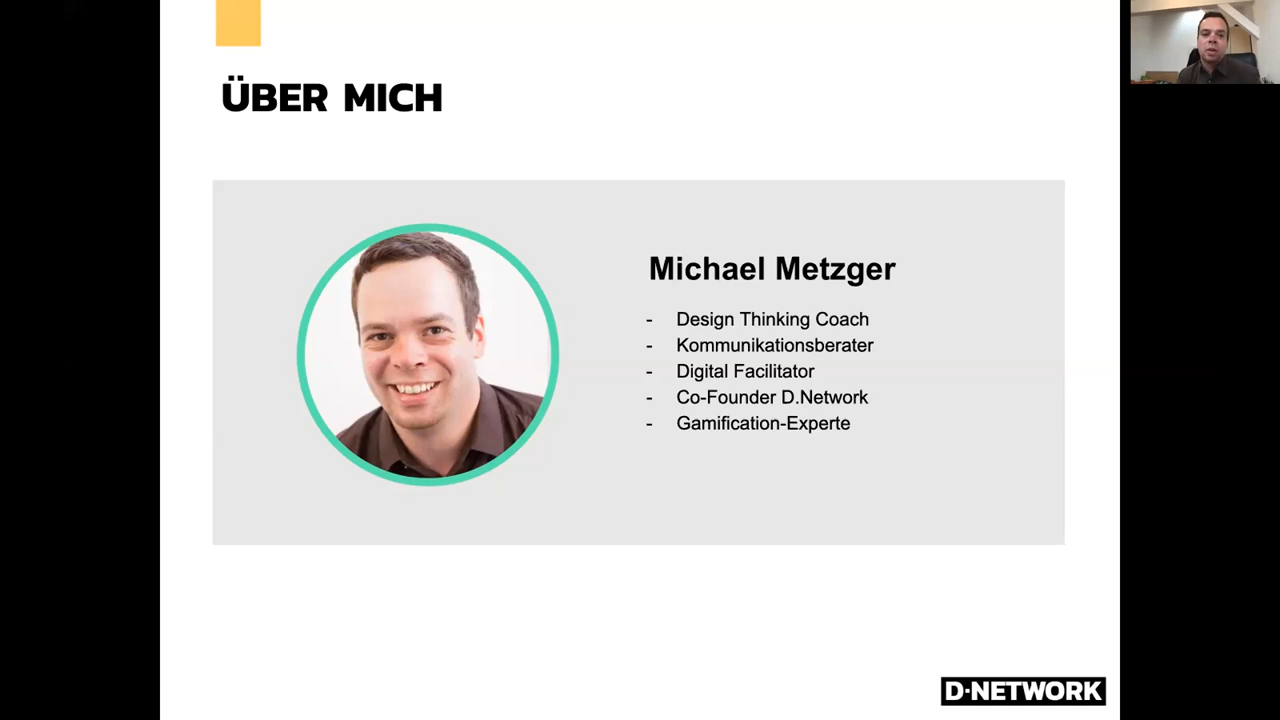 ÜBER MICH
Michael Metzger
- Design Thinking Coach
- Kommunikationsberater
- Digital Facilitator
- Co-Founder D.Network
- Gamification-Experte
D·NETWORK